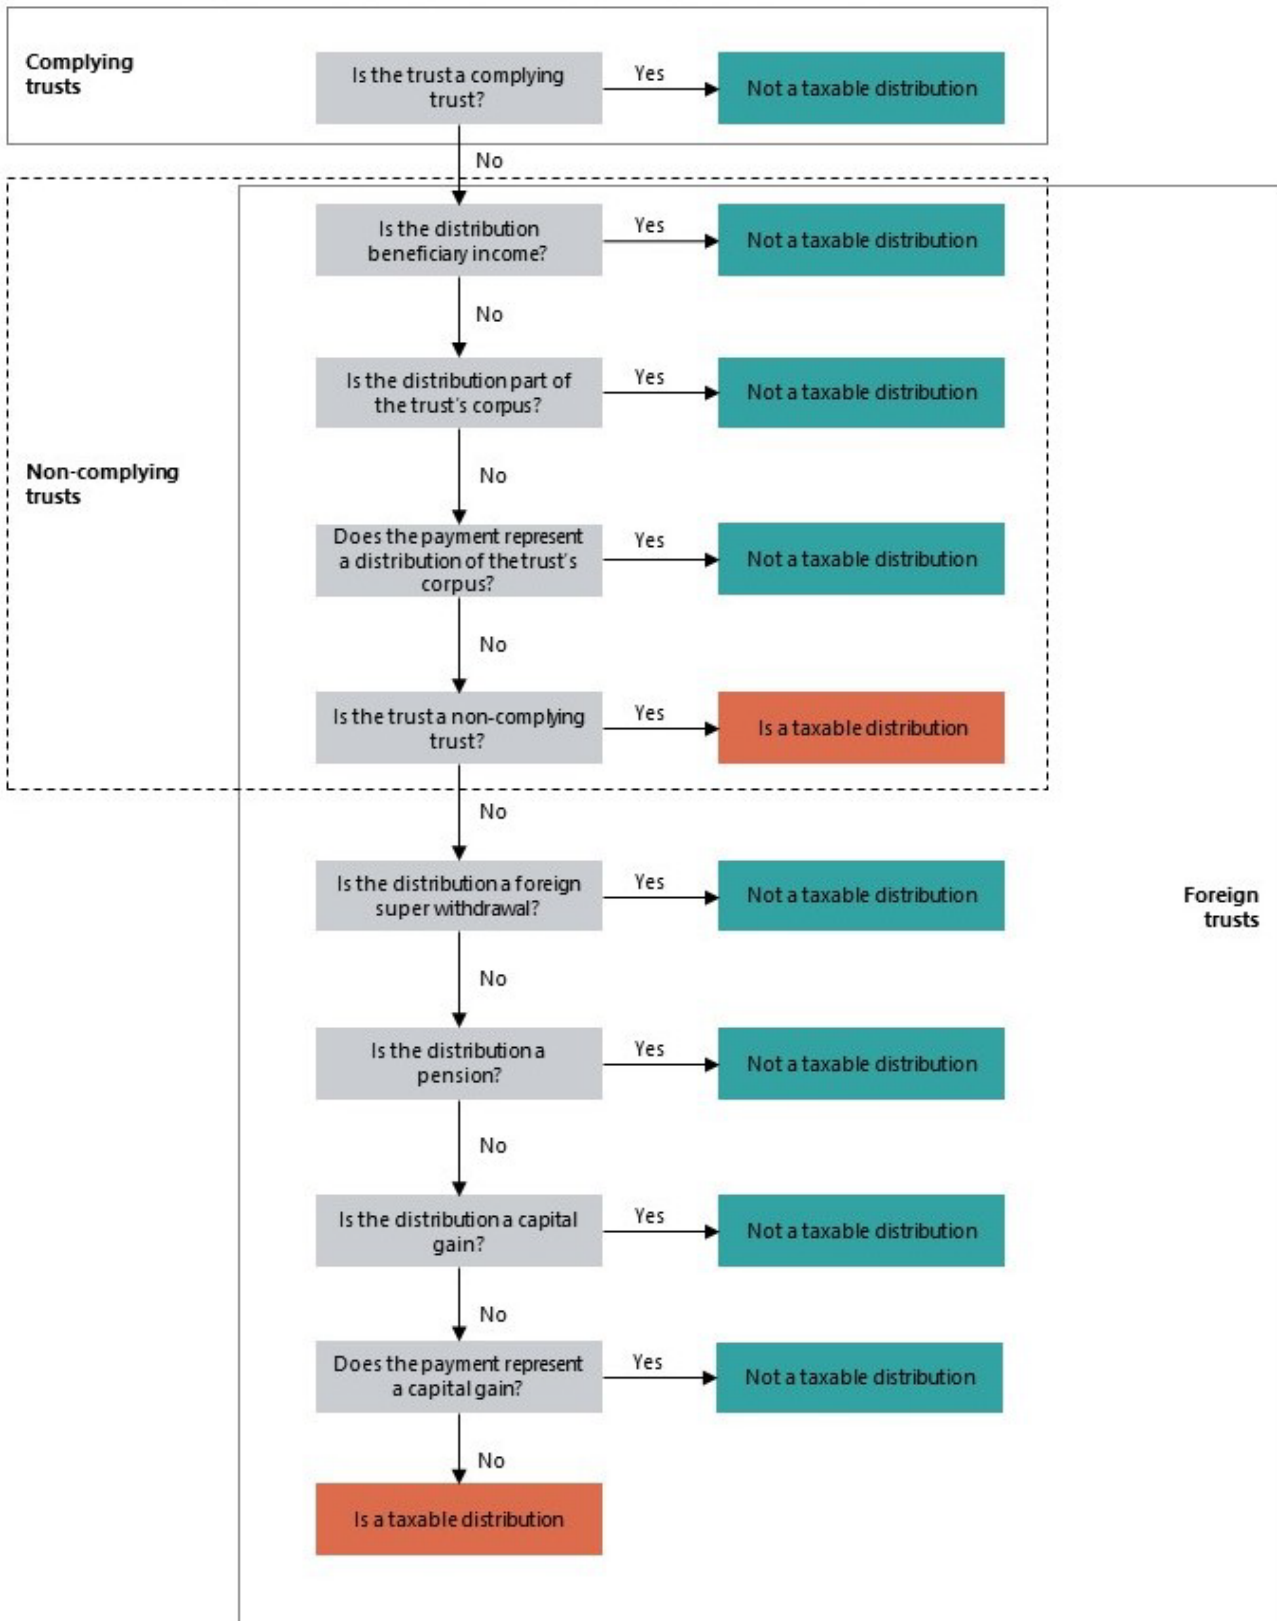 Complying
trusts
Is the trust a complying
trust?
Yes
Not a taxable distribution
No
Is the distribution
beneficiary income?
Yes
Not a taxable distribution
No
Is the distribution part of
the trust's corpus?
Yes
Not a taxable distribution
No
Non-complying
trusts
Does the payment represent
a distribution of the trust's
corpus?
Yes
Not a taxable distribution
No
Is the trust a non-complying
trust?
Yes
Is a taxable distribution
No
Is the distribution a foreign
super withdrawal?
Yes
Not a taxable distribution
Foreign
trusts
No
Is the distribution a
pension?
Yes
Not a taxable distribution
No
Is the distribution a capital
gain?
Yes
Not a taxable distribution
No
Does the payment represent
a capital gain?
Yes
Not a taxable distribution
No
Is a taxable distribution